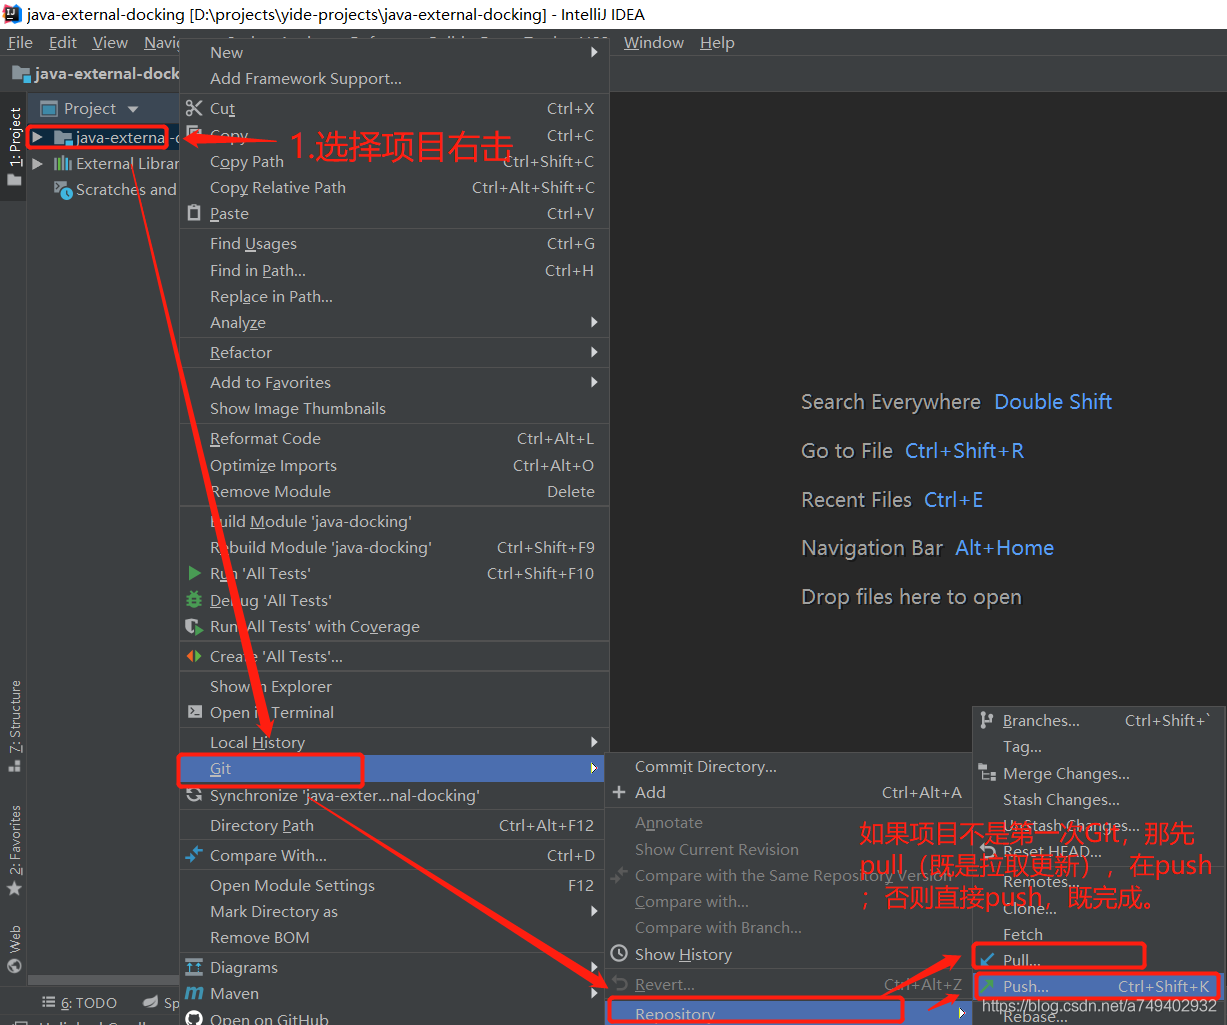 java-external-docking [D:\projects\yide-projects\java-external-docking] - IntelliJ IDEA
File Edit View Window Help
java-external-dock
Project
1: Project
java-external
External Librar
Scratches and
7: Structure
2: Favorites
Web
6: TODO
New
Add Framework Support...
Cut Ctrl+X
Copy Ctrl+C
1.选择项目右击
Copy Path Ctrl+Shift+C
Copy Relative Path Ctrl+Alt+Shift+C
Paste Ctrl+V
Find Usages Ctrl+G
Find in Path... Ctrl+H
Replace in Path...
Analyze
Refactor
Add to Favorites
Show Image Thumbnails
Reformat Code Ctrl+Alt+L
Optimize Imports Ctrl+Alt+O
Remove Module Delete
Build Module 'java-docking'
Rebuild Module 'java-docking' Ctrl+Shift+F9
Run 'All Tests' Ctrl+Shift+F10
Debug 'All Tests'
Run 'All Tests' with Coverage
Create 'All Tests'...
Show in Explorer
Open in Terminal
Local History
Git
Synchronize 'java-exter...nal-docking'
Directory Path Ctrl+Alt+F12
Compare With... Ctrl+D
Open Module Settings F12
Mark Directory as
Remove BOM
Diagrams
Maven
Open on GitHub
Search Everywhere Double Shift
Go to File Ctrl+Shift+R
Recent Files Ctrl+E
Navigation Bar Alt+Home
Drop files here to open
Commit Directory...
Add Ctrl+Alt+A
Annotate
Show Current Revision
Compare with the Same Repository Version
Compare with...
Compare with Branch...
Show History
Revert... Ctrl+Alt+Z
Repository
Branches... Ctrl+Shift+`
Tag...
Merge Changes...
Stash Changes...
UnStash Changes...
Reset HEAD...
Remotes...
Clone...
Fetch
Pull...
Push... Ctrl+Shift+K
Rebase...
如果项目不是第一次Git，那先
pull（既是拉取更新），在push
；否则直接push，既完成。
https://blog.csdn.net/a749402932